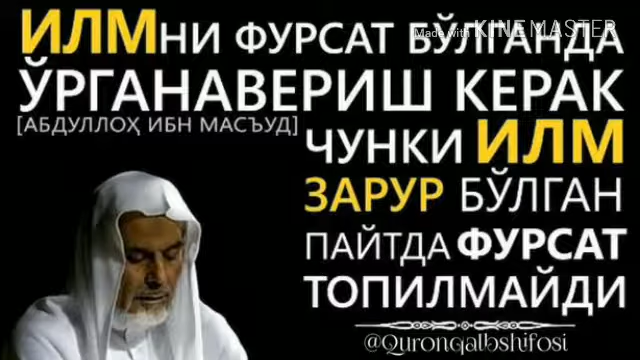 Made with KINEMASTER
ИЛМНИ ФУРСАТ БЎЛГАНДА
ЎРГАНАВЕРИШ КЕРАК
[АБДУЛЛОҲ ИБН МАСЪУД]
ЧУНКИ ИЛМ
ЗАРУР БЎЛГАН
ПАЙТДА ФУРСАТ
ТОПИЛМАЙДИ
@Quronqalbshifosi